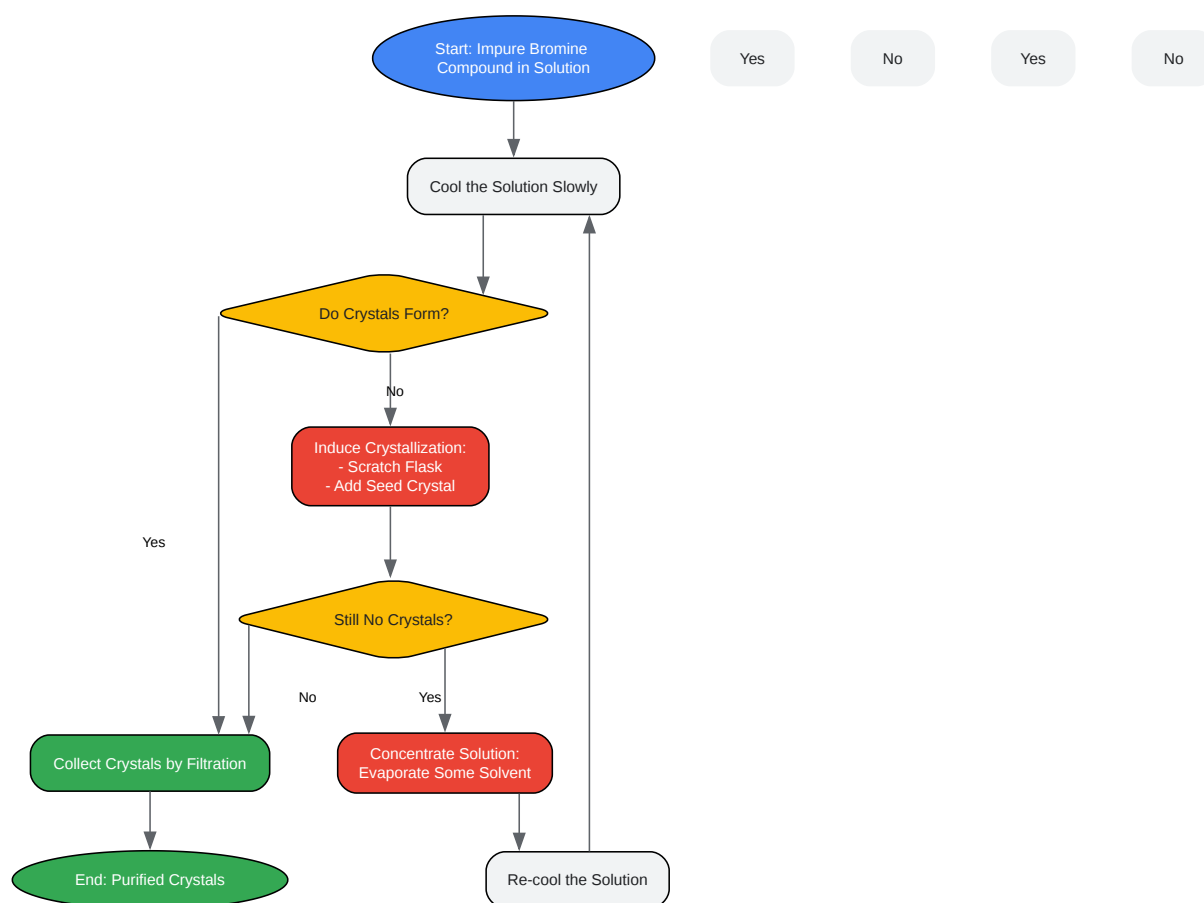 Start: Impure Bromine
Compound in Solution
Yes
No
Yes
No
Cool the Solution Slowly
Do Crystals Form?
No
Induce Crystallization:
- Scratch Flask
- Add Seed Crystal
Yes
Still No Crystals?
No
Yes
Collect Crystals by Filtration
Concentrate Solution:
Evaporate Some Solvent
End: Purified Crystals
Re-cool the Solution